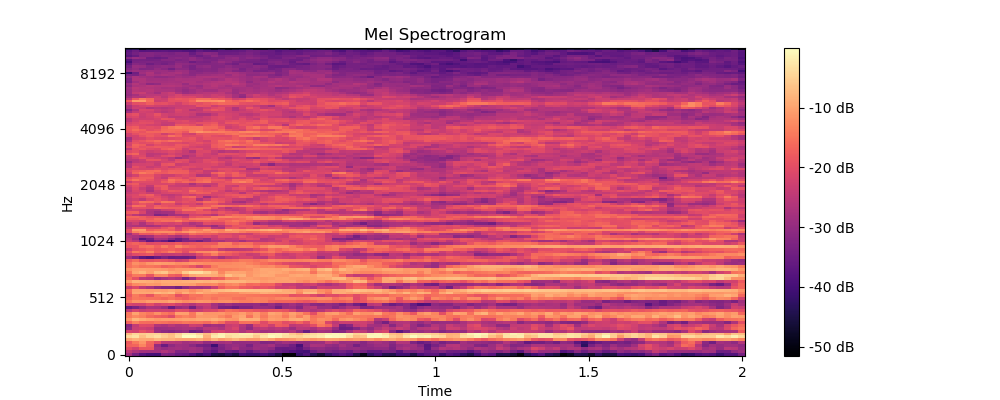 Mel Spectrogram
Hz
8192
4096
2048
1024
512
0
0 0.5 1 1.5 2
Time
-10 dB
-20 dB
-30 dB
-40 dB
-50 dB